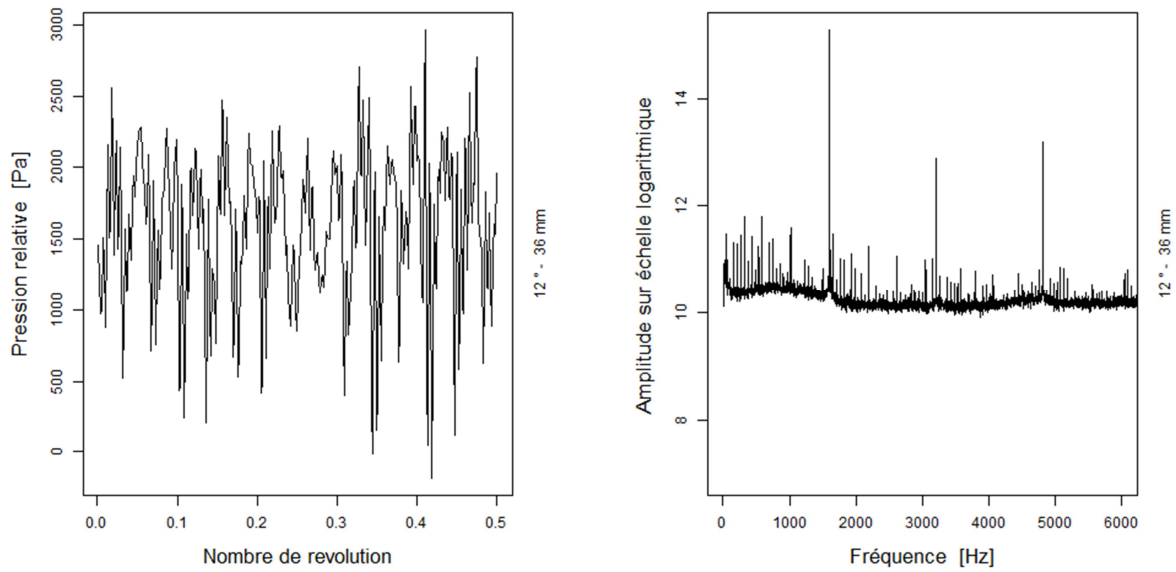 3000
2500
2000
1500
1000
500
0
Pression relative [Pa]
0.0 0.1 0.2 0.3 0.4 0.5
Nombre de revolution
12 ° - 36 mm
14
12
10
8
Amplitude sur échelle logaritmique
0 1000 2000 3000 4000 5000 6000
Fréquence [Hz]
12 ° - 36 mm